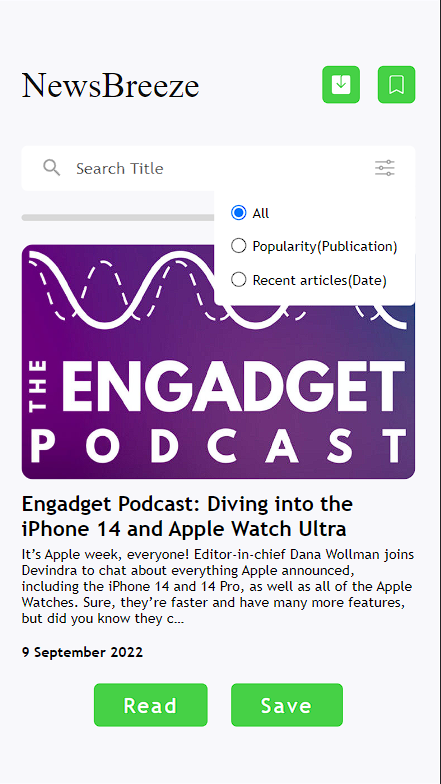 NewsBreeze
Search Title
All
Popularity(Publication)
Recent articles(Date)
THE
ENGADGET
PODCAST
Engadget Podcast: Diving into the
iPhone 14 and Apple Watch Ultra
It’s Apple week, everyone! Editor-in-chief Dana Wollman joins
Devindra to chat about everything Apple announced,
including the iPhone 14 and 14 Pro, as well as all of the Apple
Watches. Sure, they’re faster and have many more features,
but did you know they c…
9 September 2022
Read Save